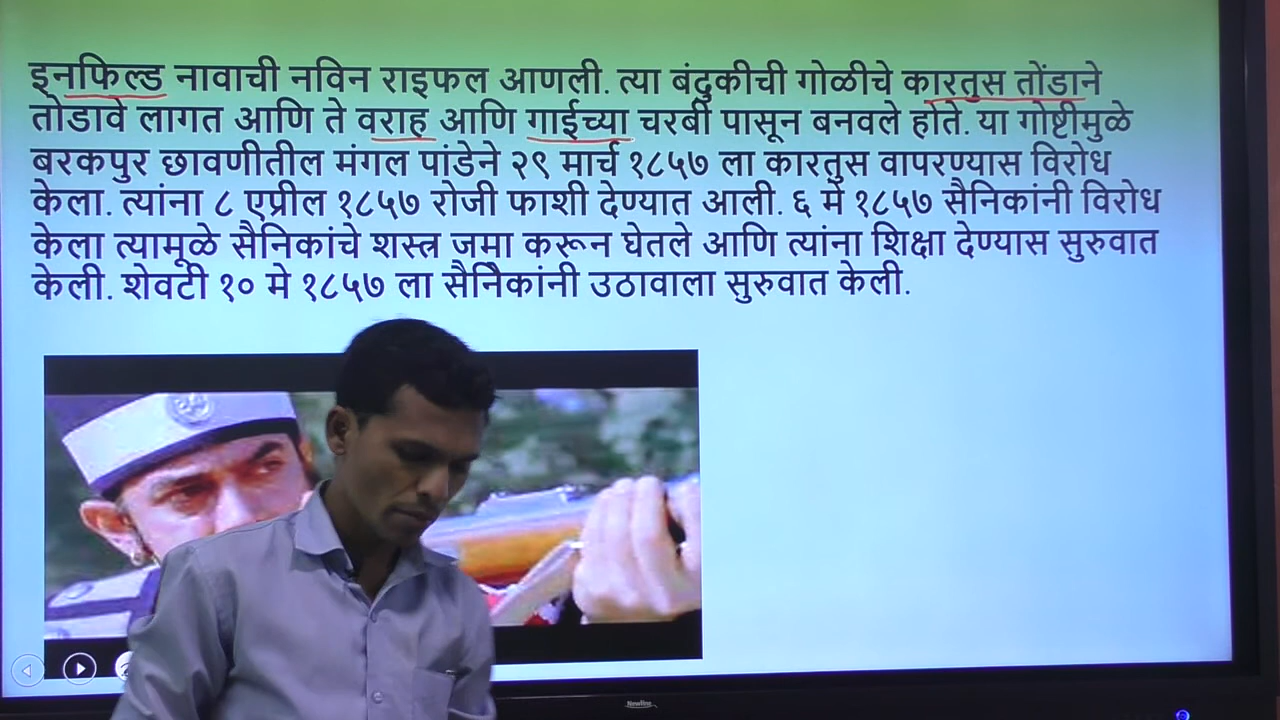 इनफिल्ड नावाची नविन राइफल आणली. त्या बंदुकीची गोळीचे कारतुस तोंडाने
तोडावे लागत आणि ते वराह आणि गाईच्या चरबी पासून बनवले होते. या गोष्टीमुळे
बरकपुर छावणीतील मंगल पांडेने २९ मार्च १८५७ ला कारतुस वापरण्यास विरोध
केला. त्यांना ८ एप्रील १८५७ रोजी फाशी देण्यात आली. ६ मे १८५७ सैनिकांनी विरोध
केला त्यामूळे सैनिकांचे शस्त्र जमा करून घेतले आणि त्यांना शिक्षा देण्यास सुरुवात
केली. शेवटी १० मे १८५७ ला सैनिकांनी उठावाला सुरुवात केली.
Newline